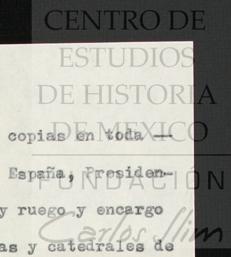 CENTRO DE
ESTUDIOS
DE HISTORIA
DE MEXICO
FUNDACIÓN
Carlos Slim
copias en toda —
España, Presiden-
y ruego y encargo
as y catedrales de